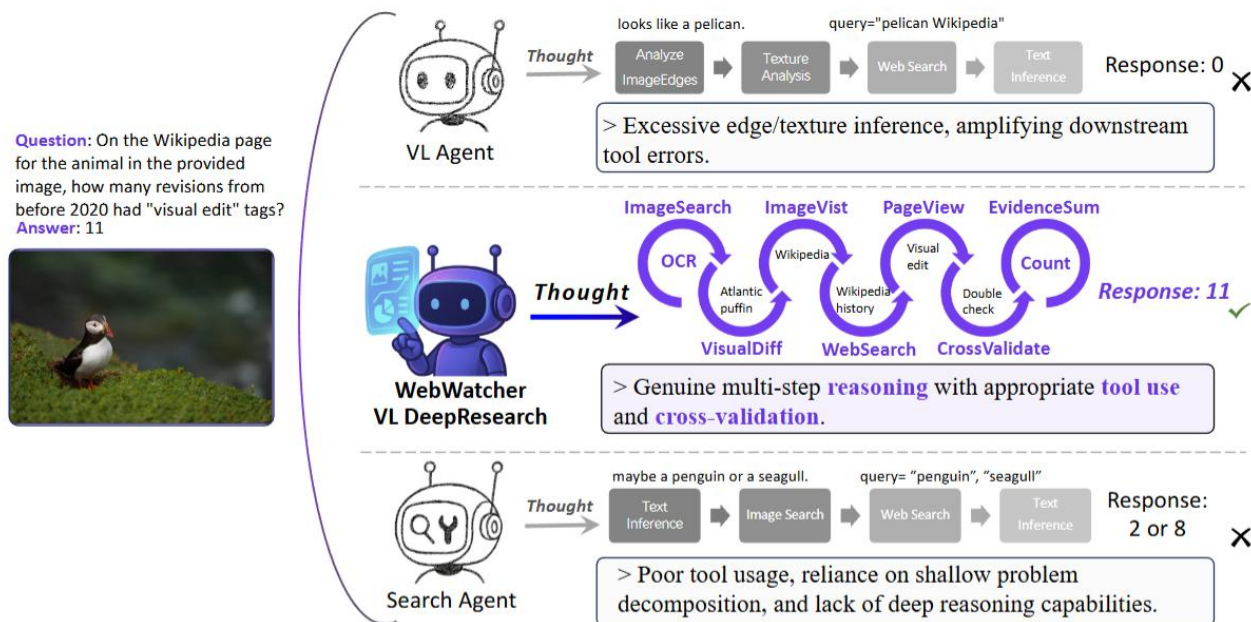 Question: On the Wikipedia page
for the animal in the provided
image, how many revisions from
before 2020 had "visual edit" tags?
Answer: 11
looks like a pelican.
query="pelican Wikipedia"
Thought
Analyze
ImageEdges
Texture
Analysis
Web Search
Text
Inference
Response: 0
VL Agent
> Excessive edge/texture inference, amplifying downstream
tool errors.
ImageSearch
ImageVist
PageView
EvidenceSum
Thought
OCR
Atlantic
puffin
Wikipedia
Wikipedia
history
Visual
edit
Double
check
Count
Response: 11
VisualDiff
WebSearch
CrossValidate
WebWatcher
VL DeepResearch
> Genuine multi-step reasoning with appropriate tool use
and cross-validation.
maybe a penguin or a seagull.
query= “penguin”, “seagull”
Thought
Text
Inference
Image Search
Web Search
Text
Inference
Response:
2 or 8
Search Agent
> Poor tool usage, reliance on shallow problem
decomposition, and lack of deep reasoning capabilities.